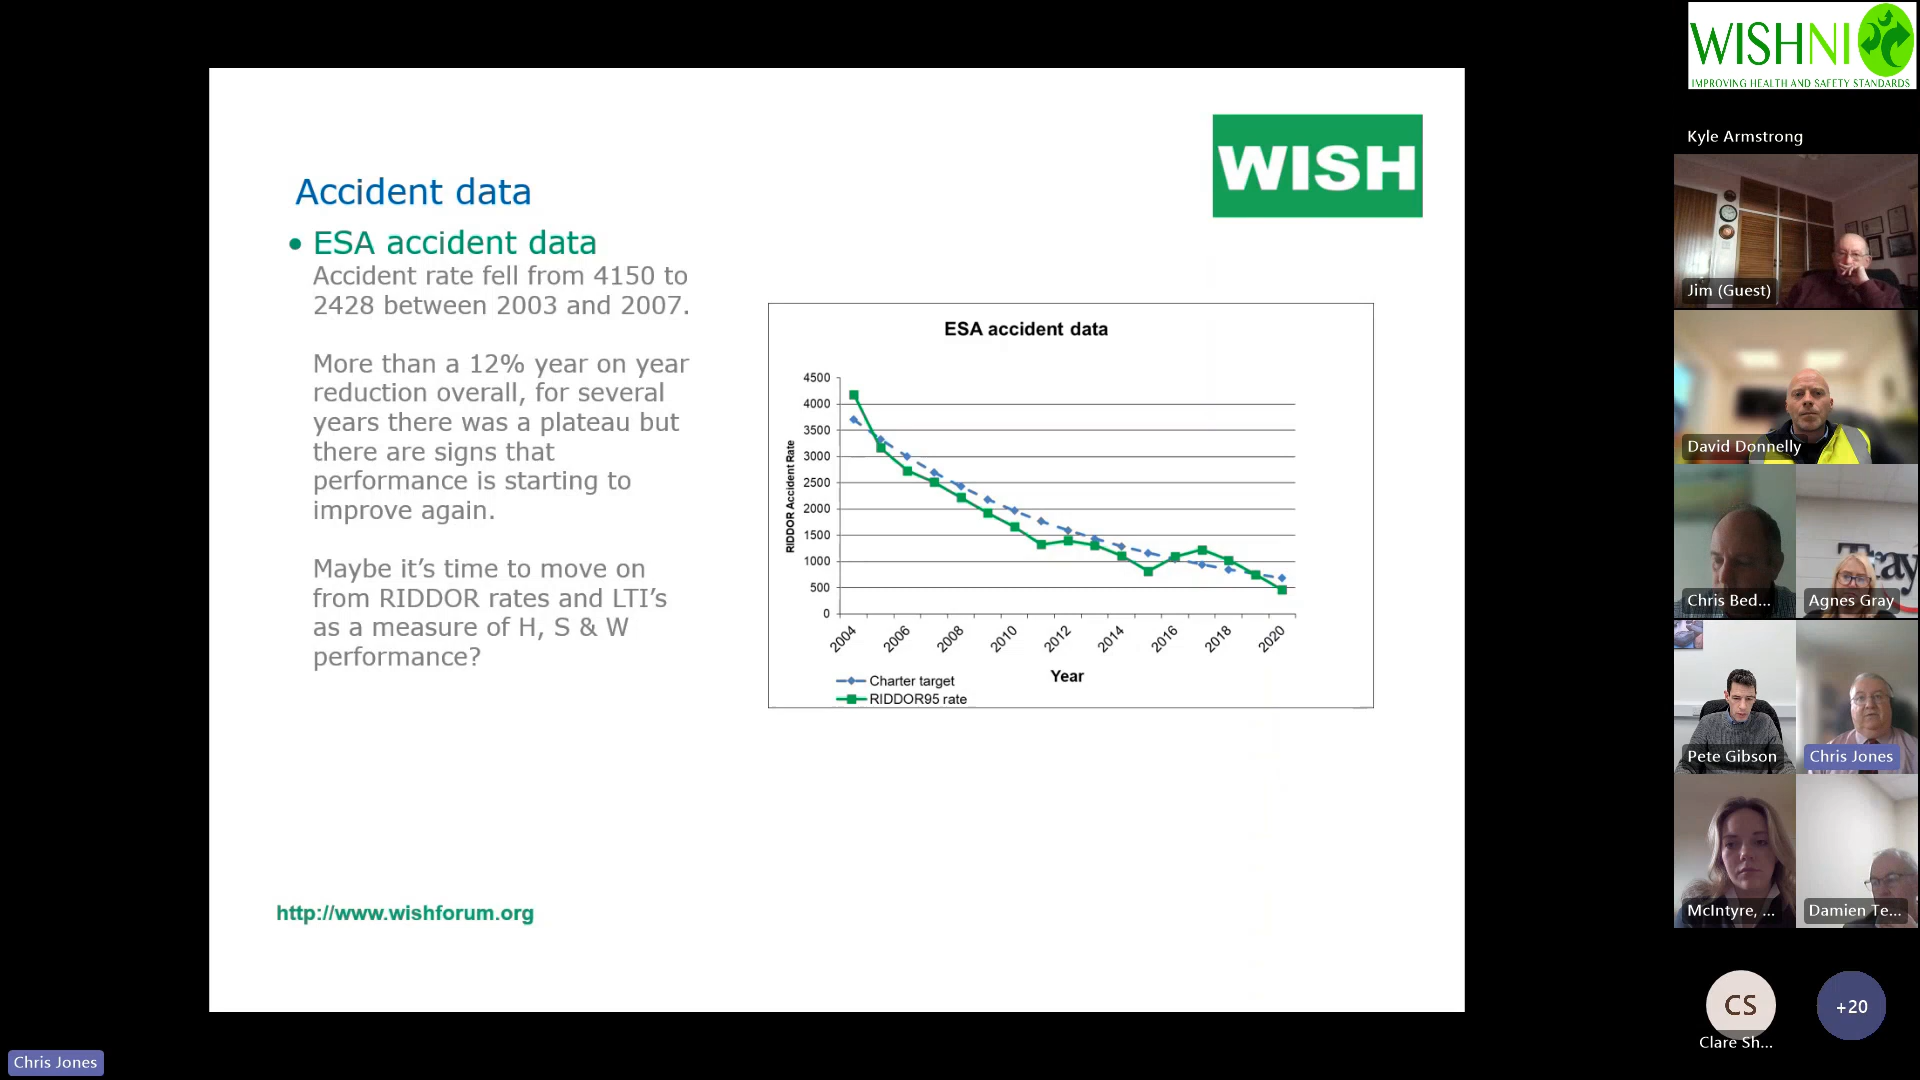 WISHNI
IMPROVING HEALTH AND SAFETY STANDARDS
WISH
Accident data
• ESA accident data
Accident rate fell from 4150 to
2428 between 2003 and 2007.
More than a 12% year on year
reduction overall, for several
years there was a plateau but
there are signs that
performance is starting to
improve again.
Maybe it’s time to move on
from RIDDOR rates and LTI’s
as a measure of H, S & W
performance?
ESA accident data
RIDDOR Accident Rate
4500
4000
3500
3000
2500
2000
1500
1000
500
0
2004
2006
2008
2010
2012
2014
2016
2018
2020
Year
Charter target
RIDDOR95 rate
http://www.wishforum.org
Chris Jones
Kyle Armstrong
Jim (Guest)
David Donnelly
Chris Bed...
Agnes Gray
Pete Gibson
Chris Jones
McIntyre, ...
Damien Te...
CS
Clare Sh...
+20